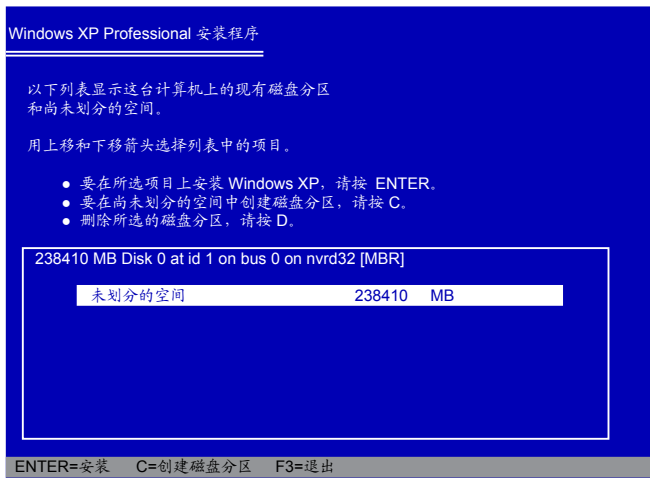 Windows XP Professional 安装程序
以下列表显示这台计算机上的现有磁盘分区
和尚未划分的空间。
用上移和下移箭头选择列表中的项目。
● 要在所选项目上安装 Windows XP，请按 ENTER。
● 要在尚未划分的空间中创建磁盘分区，请按 C。
● 删除所选的磁盘分区，请按 D。
238410 MB Disk 0 at id 1 on bus 0 on nvrd32 [MBR]
未划分的空间 238410 MB
ENTER=安装 C=创建磁盘分区 F3=退出